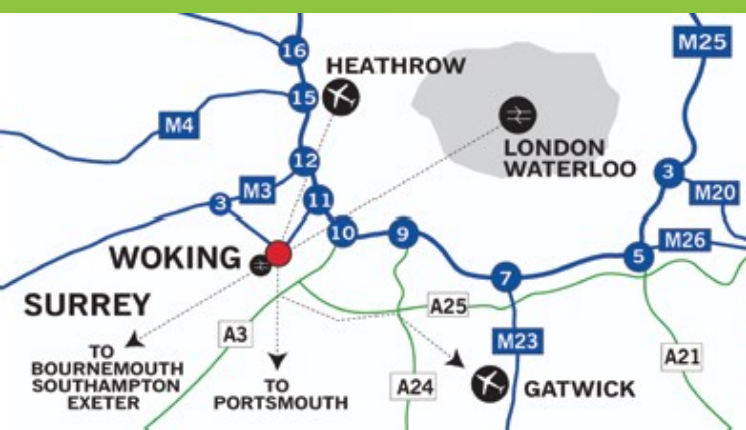 M25
16
HEATHROW
15
M4
LONDON
WATERLOO
12
3
M3
3
M20
11
10
9
M26
WOKING
5
7
SURREY
A25
A3
M23
TO
BOURNEMOUTH
SOUTHAMPTON
EXETER
TO
PORTSMOUTH
A21
A24
GATWICK